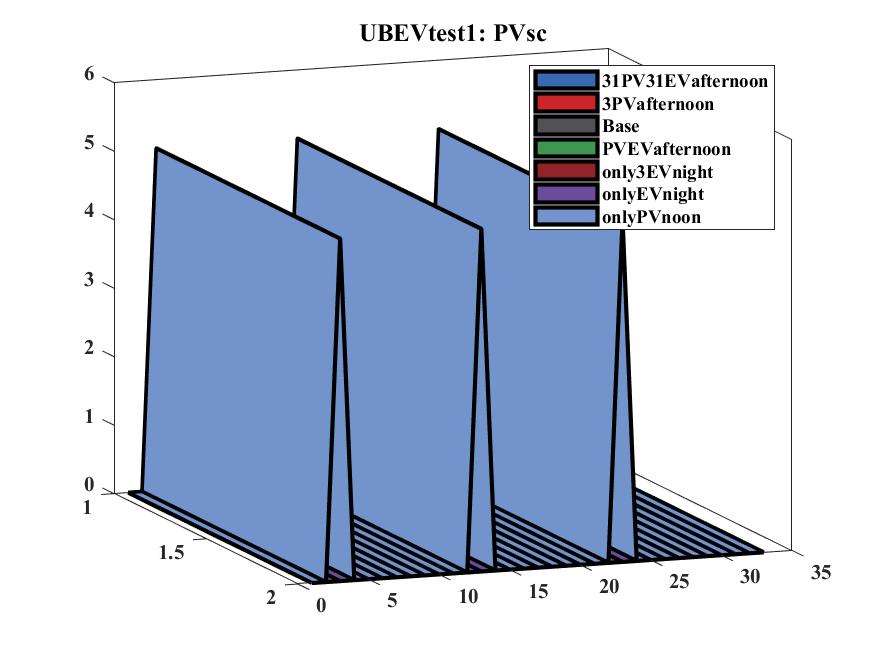 UBEVtest1: PVsc
31PV31EVafternoon
3PVafternoon
Base
PVEVafternoon
only3EVnight
onlyEVnight
onlyPVnoon
6
5
4
3
2
1
0
1
1.5
2
0
5
10
15
20
25
30
35